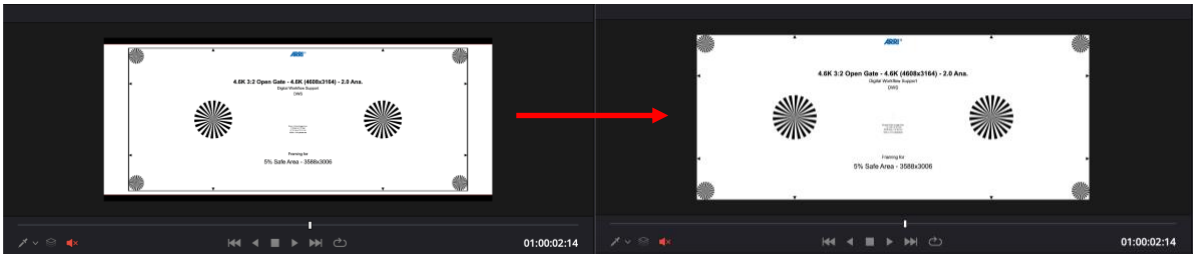 ARRI
4.6K 3:2 Open Gate - 4.6K (4608x3164) - 2.0 Ans.
Digital Workflow Support
Framing for
5% Safe Area - 3588x3006
01:00:02:14
ARRI
4.6K 3:2 Open Gate - 4.6K (4608x3164) - 2.0 Ans.
Digital Workflow Support
Framing for
5% Safe Area - 3588x3006
01:00:02:14